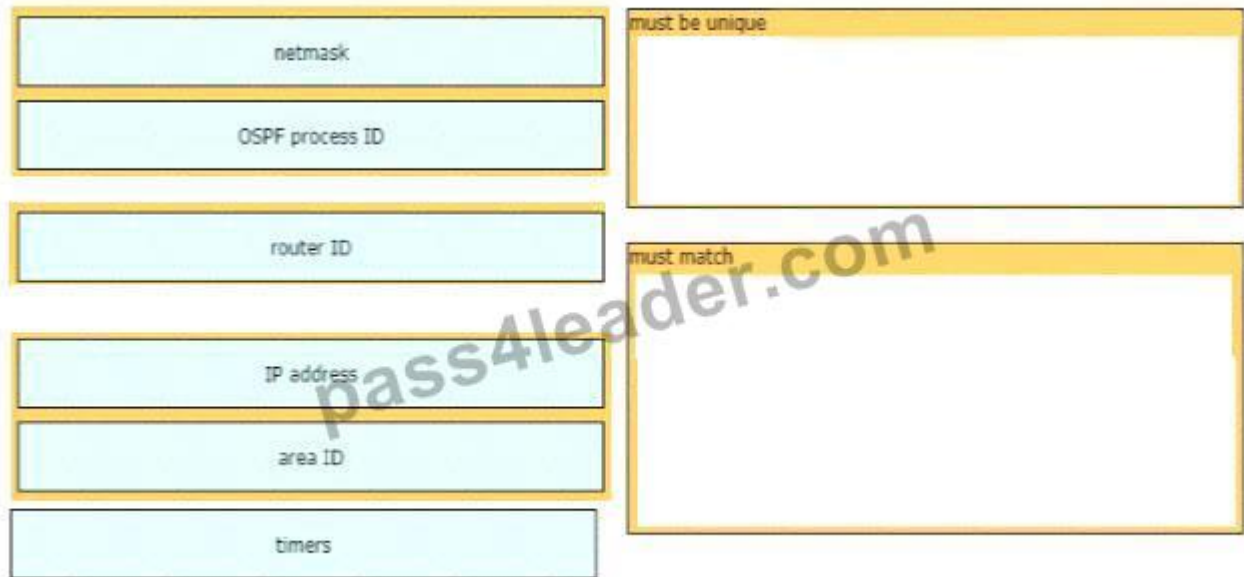 netmask
OSPF process ID
router ID
IP address
area ID
timers
must be unique
must match
pass4leader.com